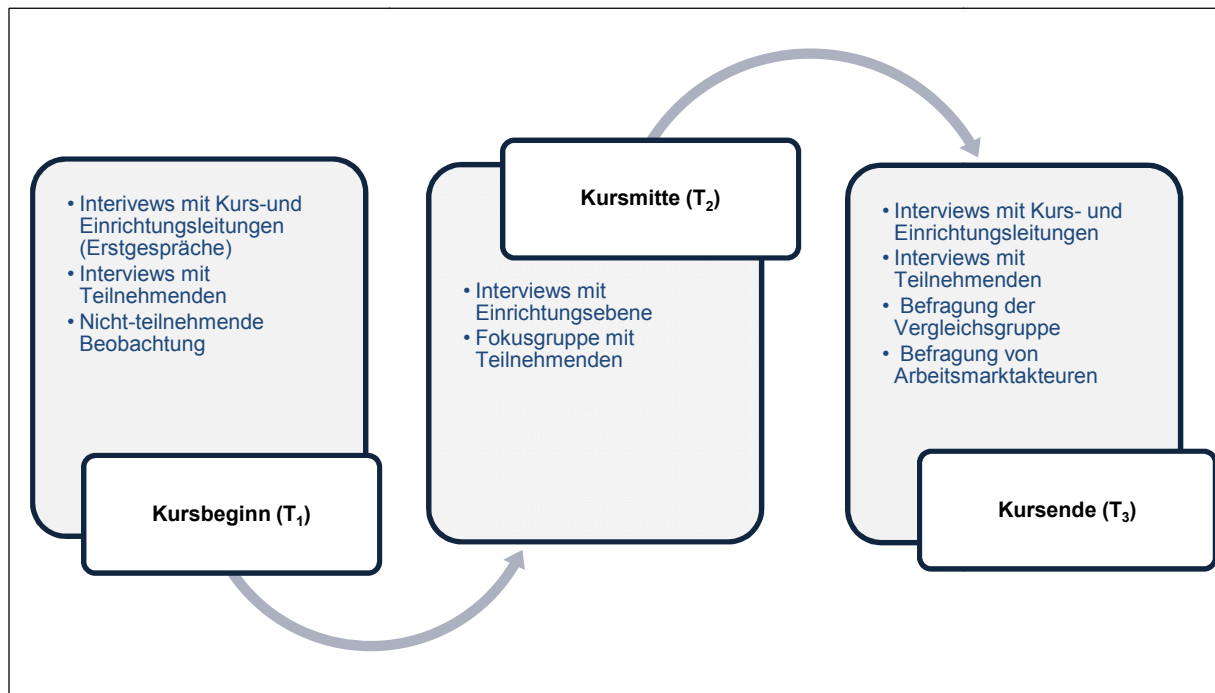 • Interivews mit Kurs-und
Einrichtungsleitungen
(Erstgespräche)
• Interviews mit
Teilnehmenden
• Nicht-teilnehmende
Beobachtung
Kursbeginn (T₁)
Kursmitte (T₂)
• Interviews mit
Einrichtungsebene
• Fokusgruppe mit
Teilnehmenden
• Interviews mit Kurs- und
Einrichtungsleitungen
• Interviews mit
Teilnehmenden
• Befragung der
Vergleichsgruppe
• Befragung von
Arbeitsmarktakteuren
Kursende (T₃)